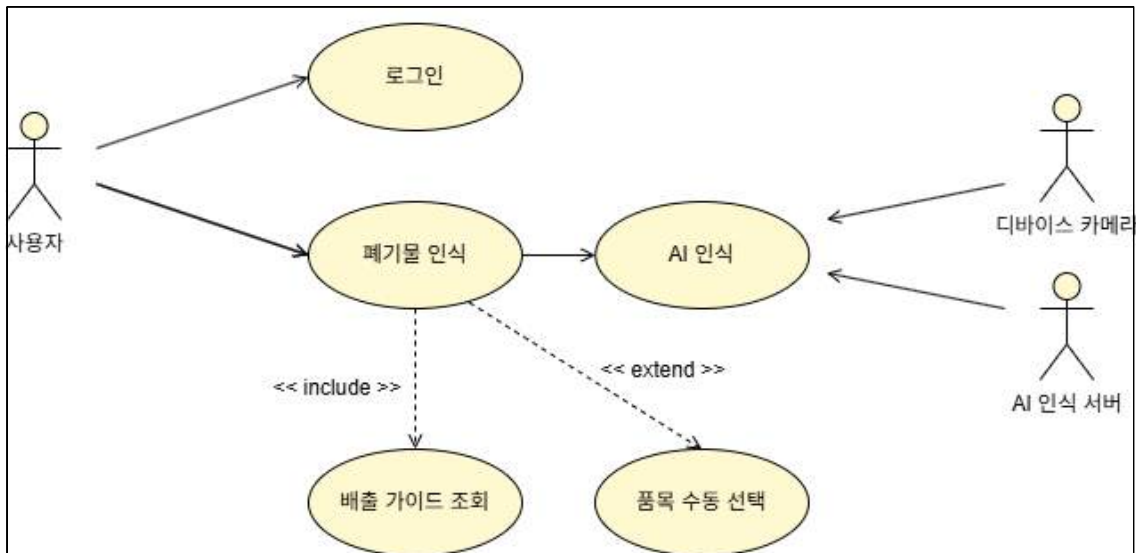 로그인
사용자
폐기물 인식
AI 인식
디바이스 카메라
<< include >>
<< extend >>
AI 인식 서버
배출 가이드 조회
품목 수동 선택